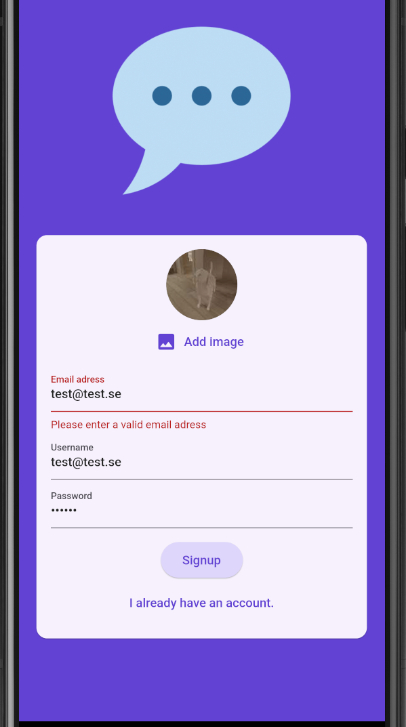 Add image
Email adress
test@test.se
Please enter a valid email adress
Username
test@test.se
Password
••••••
Signup
I already have an account.